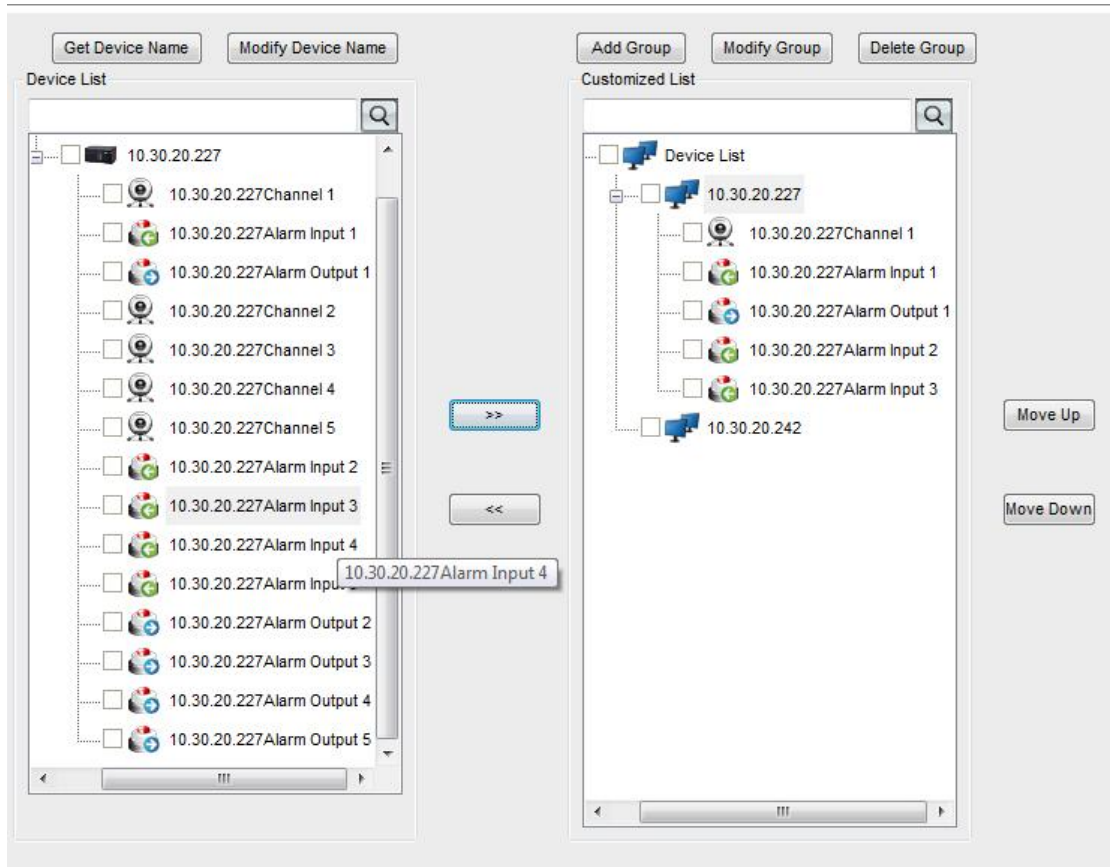 Get Device Name
Modify Device Name
Add Group
Modify Group
Delete Group
Device List
10.30.20.227
10.30.20.227Channel 1
10.30.20.227Alarm Input 1
10.30.20.227Alarm Output 1
10.30.20.227Channel 2
10.30.20.227Channel 3
10.30.20.227Channel 4
10.30.20.227Channel 5
10.30.20.227Alarm Input 2
10.30.20.227Alarm Input 3
10.30.20.227Alarm Input 4
10.30.20.227Alarm
10.30.20.227Alarm Input 4
10.30.20.227Alarm Output 2
10.30.20.227Alarm Output 3
10.30.20.227Alarm Output 4
10.30.20.227Alarm Output 5
>>
<<
Customized List
Device List
10.30.20.227
10.30.20.227Channel 1
10.30.20.227Alarm Input 1
10.30.20.227Alarm Output 1
10.30.20.227Alarm Input 2
10.30.20.227Alarm Input 3
10.30.20.242
Move Up
Move Down